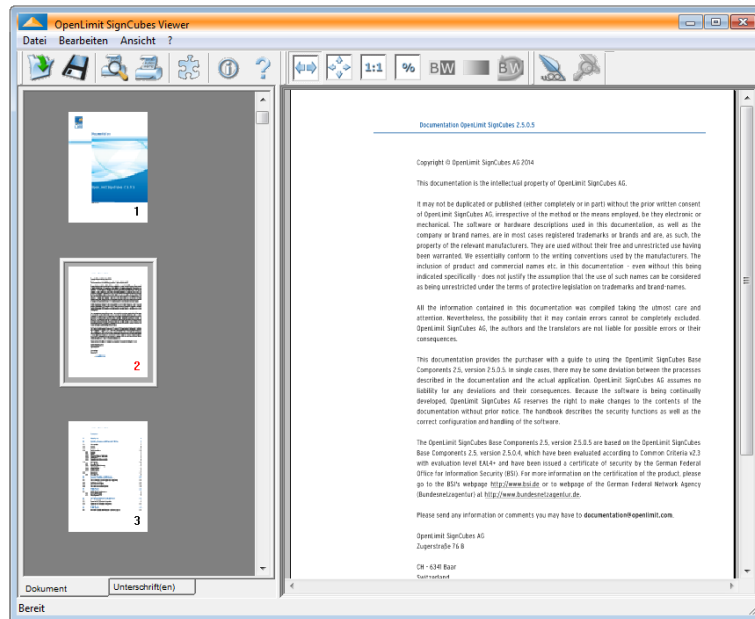 OpenLimit SignCubes Viewer
Datei Bearbeiten Ansicht ?
1:1 % BW BW
1
2
3
Dokument Unterschrift(en)
Bereit
Documentation OpenLimit SignCubes 2.5.0.5
Copyright © OpenLimit SignCubes AG 2014
This documentation is the intellectual property of OpenLimit SignCubes AG.
It may not be duplicated or published (either completely or in part) without the prior written consent
of OpenLimit SignCubes AG, irrespective of the method or the means employed, be they electronic or
mechanical. The software or hardware descriptions used in this documentation, as well as the
company or brand names, are in most cases registered trademarks or brands and are, as such, the
property of the relevant manufacturers. They are used without their free and unrestricted use having
been warranted. We essentially conform to the writing conventions used by the manufacturers. The
inclusion of product and commercial names etc. in this documentation - even without this being
indicated specifically - does not justify the assumption that the use of such names can be considered
as being unrestricted under the terms of protective legislation on trademarks and brand-names.
All the information contained in this documentation was compiled taking the utmost care and
attention. Nevertheless, the possibility that it may contain errors cannot be completely excluded.
OpenLimit SignCubes AG, the authors and the translators are not liable for possible errors or their
consequences.
This documentation provides the purchaser with a guide to using the OpenLimit SignCubes Base
Components 2.5, version 2.5.0.5. In single cases, there may be some deviation between the processes
described in the documentation and the actual application. OpenLimit SignCubes AG assumes no
liability for any deviations and their consequences. Because the software is being continually
developed, OpenLimit SignCubes AG reserves the right to make changes to the contents of the
documentation without prior notice. The handbook describes the security functions as well as the
correct configuration and handling of the software.
The OpenLimit SignCubes Base Components 2.5, version 2.5.0.5 are based on the OpenLimit SignCubes
Base Components 2.5, version 2.5.0.4, which have been evaluated according to Common Criteria v2.3
with evaluation level EAL4+ and have been issued a certificate of security by the German Federal
Office for Information Security (BSI). For more information on the certification of the product, please
go to the BSI's webpage http://www.bsi.de or to webpage of the German Federal Network Agency
(Bundesnetzagentur) at http://www.bundesnetzagentur.de.
Please send any information or comments you may have to documentation@openlimit.com.
OpenLimit SignCubes AG
Zugerstraße 76 B
CH - 6341 Baar
Switzerland